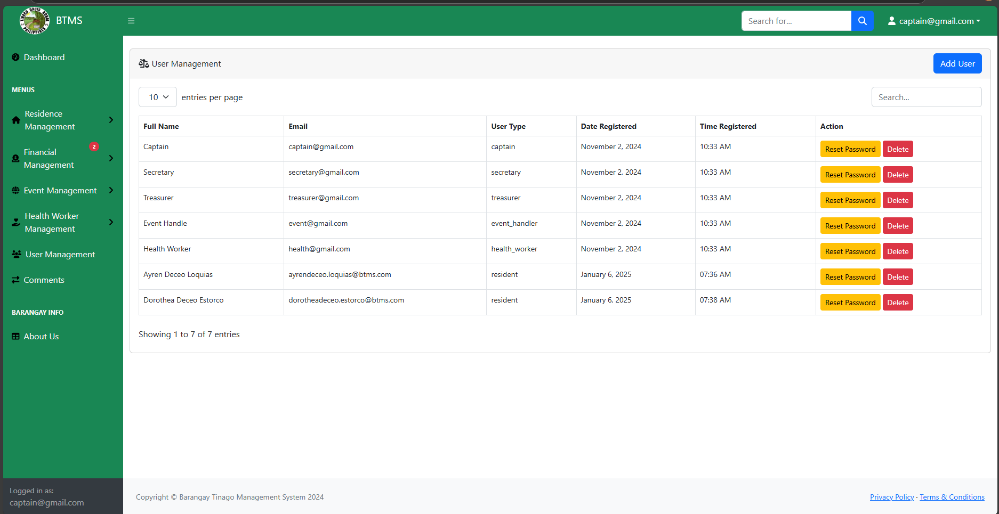 TINAGO DAUIS BOHOL
PHILIPPINES
BTMS
Search for...
captain@gmail.com
Dashboard
MENUS
Residence
Management
Financial
Management
2
Event Management
Health Worker
Management
User Management
Comments
BARANGAY INFO
About Us
Logged in as:
captain@gmail.com
User Management
Add User
10 entries per page
Search...
Full Name Email User Type Date Registered Time Registered Action
Captain captain@gmail.com captain November 2, 2024 10:33 AM Reset Password Delete
Secretary secretary@gmail.com secretary November 2, 2024 10:33 AM Reset Password Delete
Treasurer treasurer@gmail.com treasurer November 2, 2024 10:33 AM Reset Password Delete
Event Handle event@gmail.com event_handler November 2, 2024 10:33 AM Reset Password Delete
Health Worker health@gmail.com health_worker November 2, 2024 10:33 AM Reset Password Delete
Ayren Deceo Loquias ayrendeceo.loquias@btms.com resident January 6, 2025 07:36 AM Reset Password Delete
Dorothea Deceo Estorco dorotheadeceo.estorco@btms.com resident January 6, 2025 07:38 AM Reset Password Delete
Showing 1 to 7 of 7 entries
Copyright © Barangay Tinago Management System 2024
Privacy Policy · Terms & Conditions